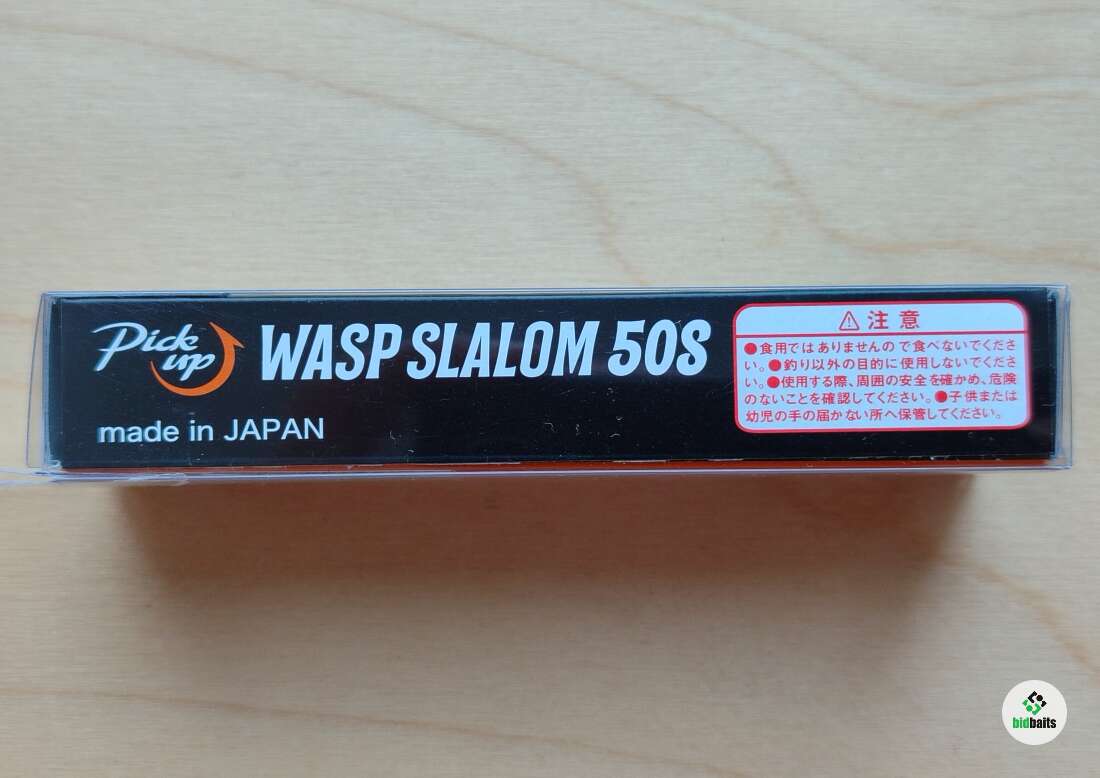 Pick up
WASP SLALOM 50S
made in JAPAN
⚠ 注意
●食用ではありませんので食べないでくださ
い。●釣り以外の目的に使用しないでくださ
い。●使用する際、周囲の安全を確かめ、危険
のないことを確認してください。●子供または
幼児の手の届かない所へ保管してください。
bidbaits